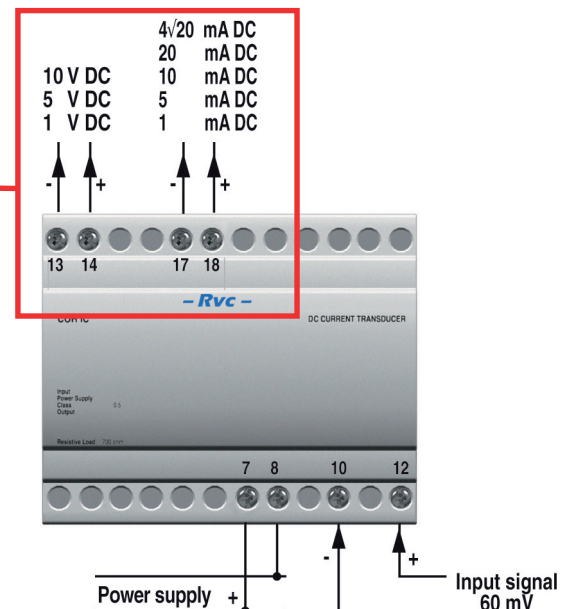 4√20 mA DC
20 mA DC
10 V DC 10 mA DC
5 V DC 5 mA DC
1 V DC 1 mA DC
- + - +
13 14 17 18
– Rvc –
DC CURRENT TRANSDUCER
Input
Power Supply
Class 0.5
Output
Resistive Load 700 ohm
7 8 10 12
- +
Power supply + Input signal
60 mV